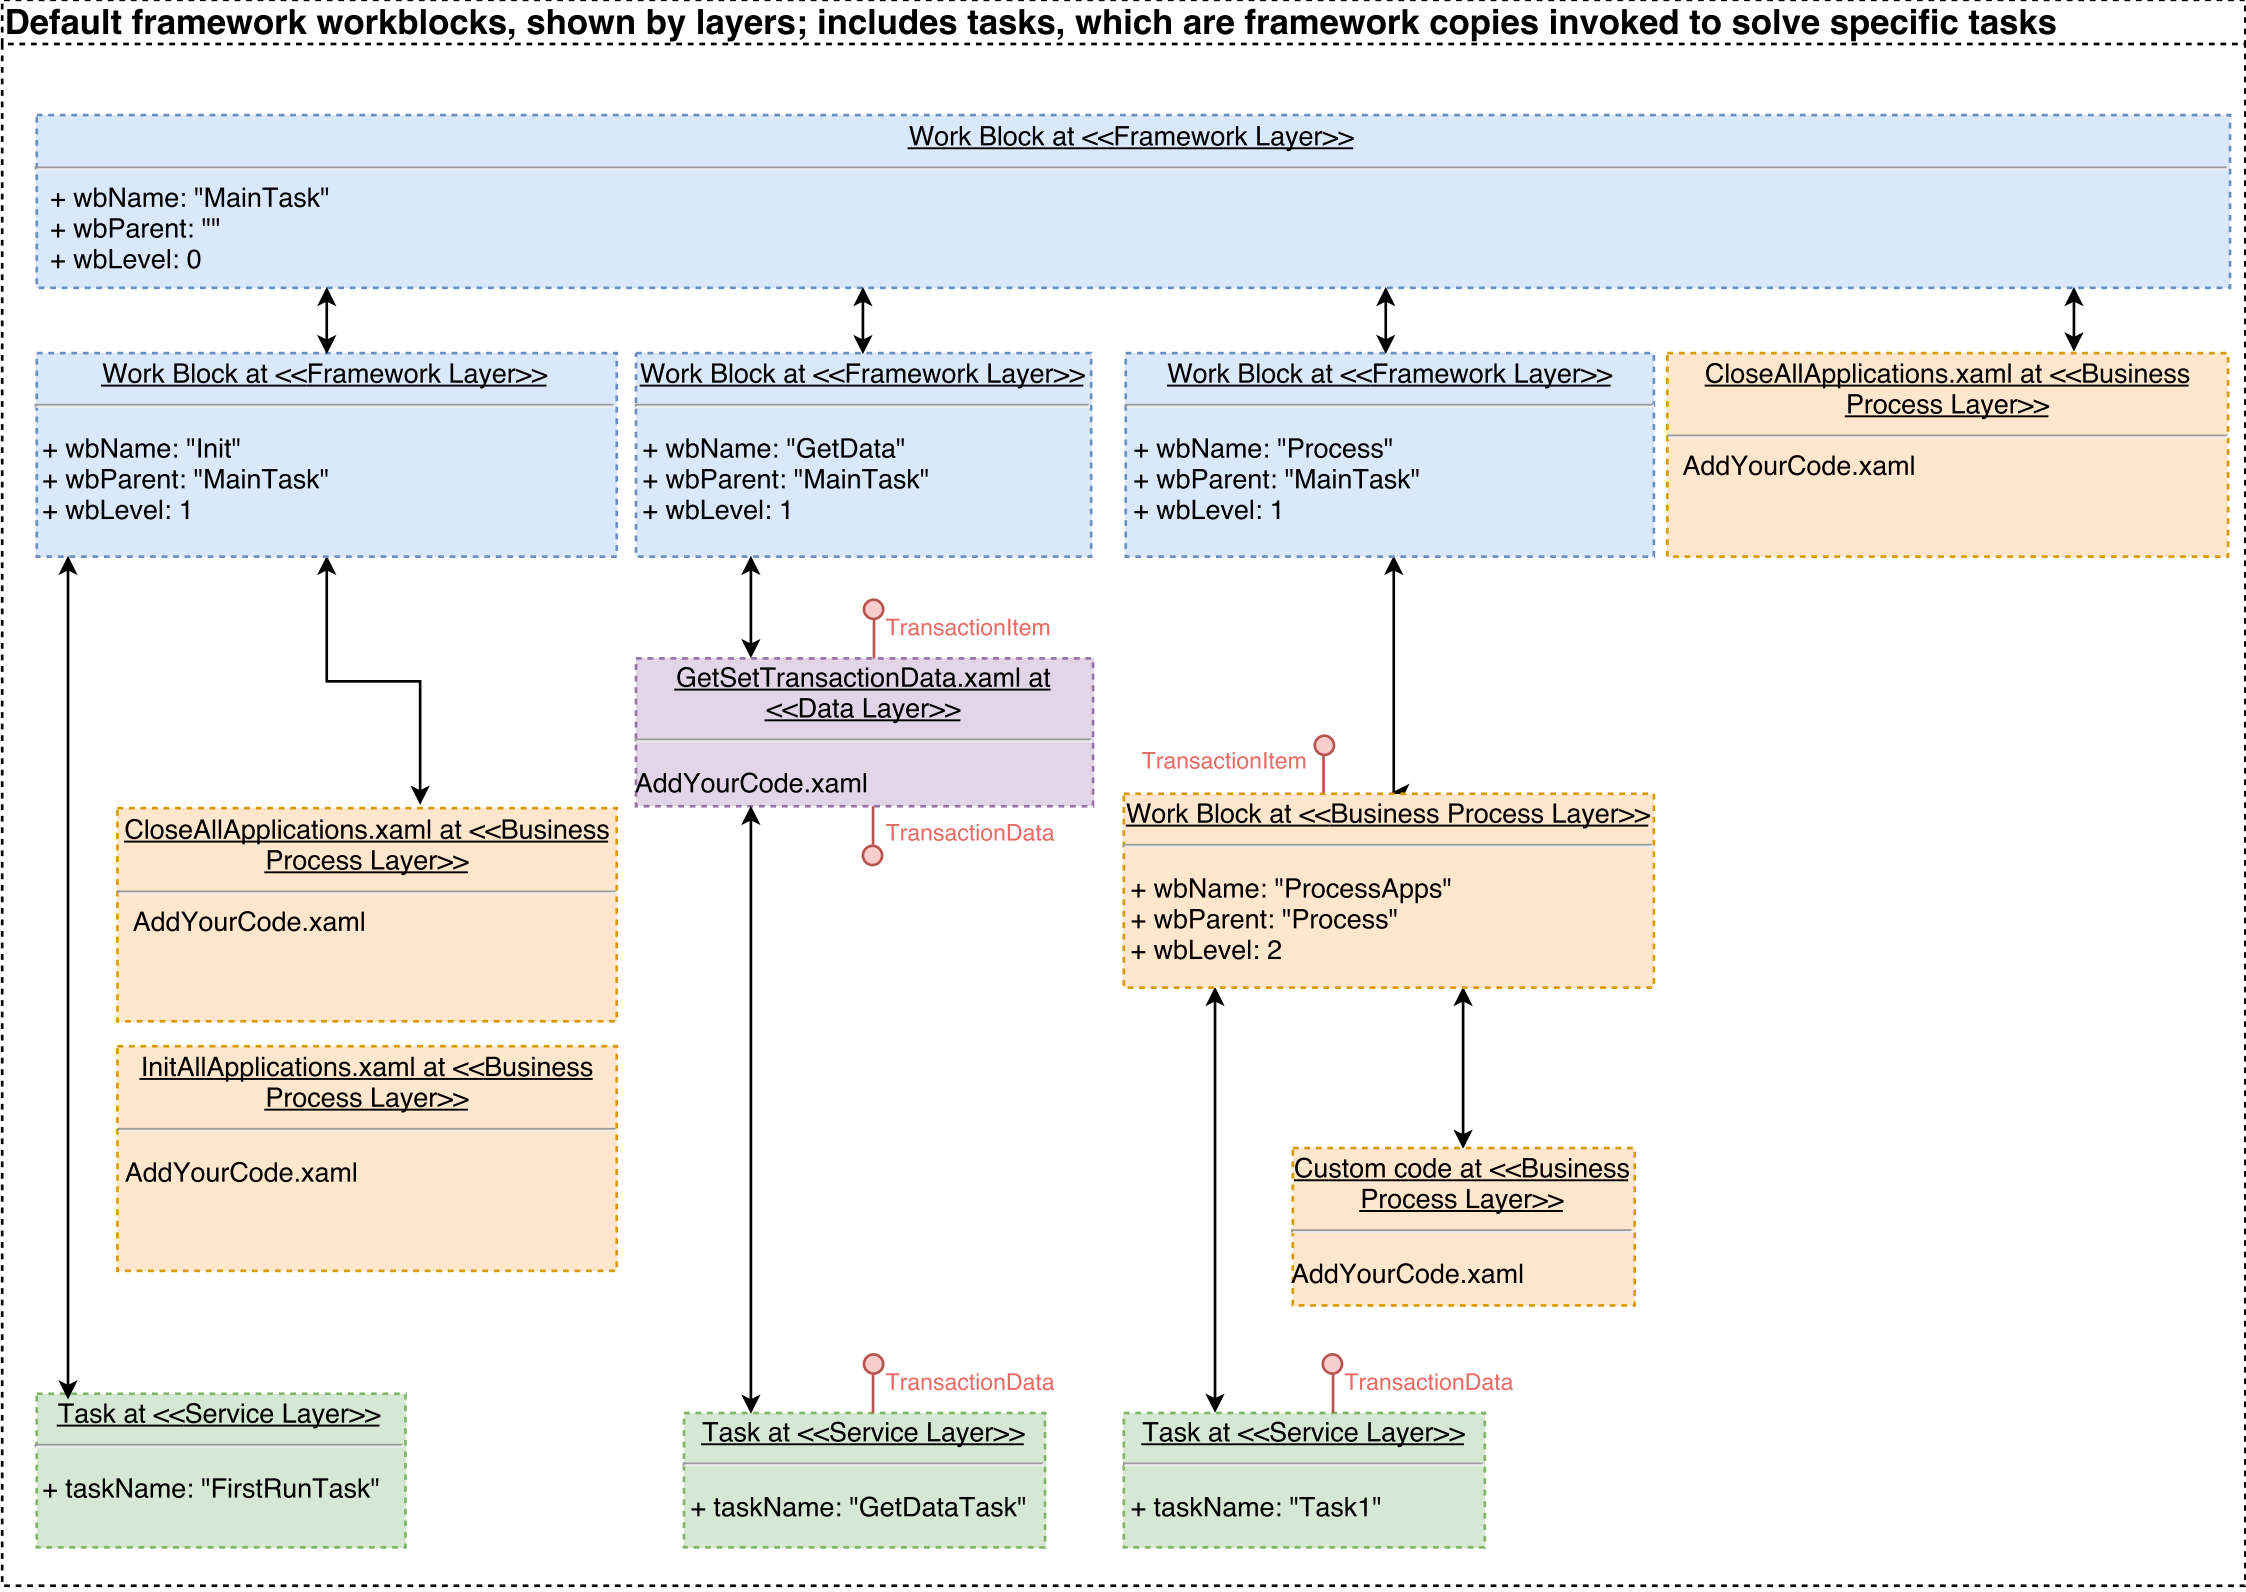 Default framework workblocks, shown by layers; includes tasks, which are framework copies invoked to solve specific tasks
Work Block at <<Framework Layer>>
+ wbName: "MainTask"
+ wbParent: ""
+ wbLevel: 0
Work Block at <<Framework Layer>>
+ wbName: "Init"
+ wbParent: "MainTask"
+ wbLevel: 1
Work Block at <<Framework Layer>>
+ wbName: "GetData"
+ wbParent: "MainTask"
+ wbLevel: 1
Work Block at <<Framework Layer>>
+ wbName: "Process"
+ wbParent: "MainTask"
+ wbLevel: 1
CloseAllApplications.xaml at <<Business
Process Layer>>
AddYourCode.xaml
TransactionItem
GetSetTransactionData.xaml at
<<Data Layer>>
AddYourCode.xaml
TransactionData
TransactionItem
Work Block at <<Business Process Layer>>
+ wbName: "ProcessApps"
+ wbParent: "Process"
+ wbLevel: 2
CloseAllApplications.xaml at <<Business
Process Layer>>
AddYourCode.xaml
InitAllApplications.xaml at <<Business
Process Layer>>
AddYourCode.xaml
Custom code at <<Business
Process Layer>>
AddYourCode.xaml
Task at <<Service Layer>>
+ taskName: "FirstRunTask"
TransactionData
Task at <<Service Layer>>
+ taskName: "GetDataTask"
TransactionData
Task at <<Service Layer>>
+ taskName: "Task1"